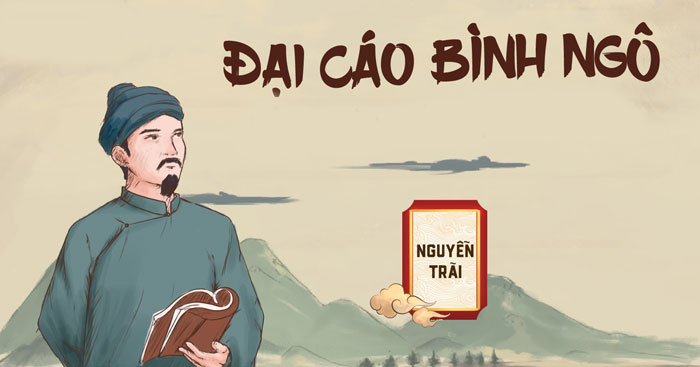 ĐẠI CÁO BÌNH NGÔ
NGUYỄN
TRÃI